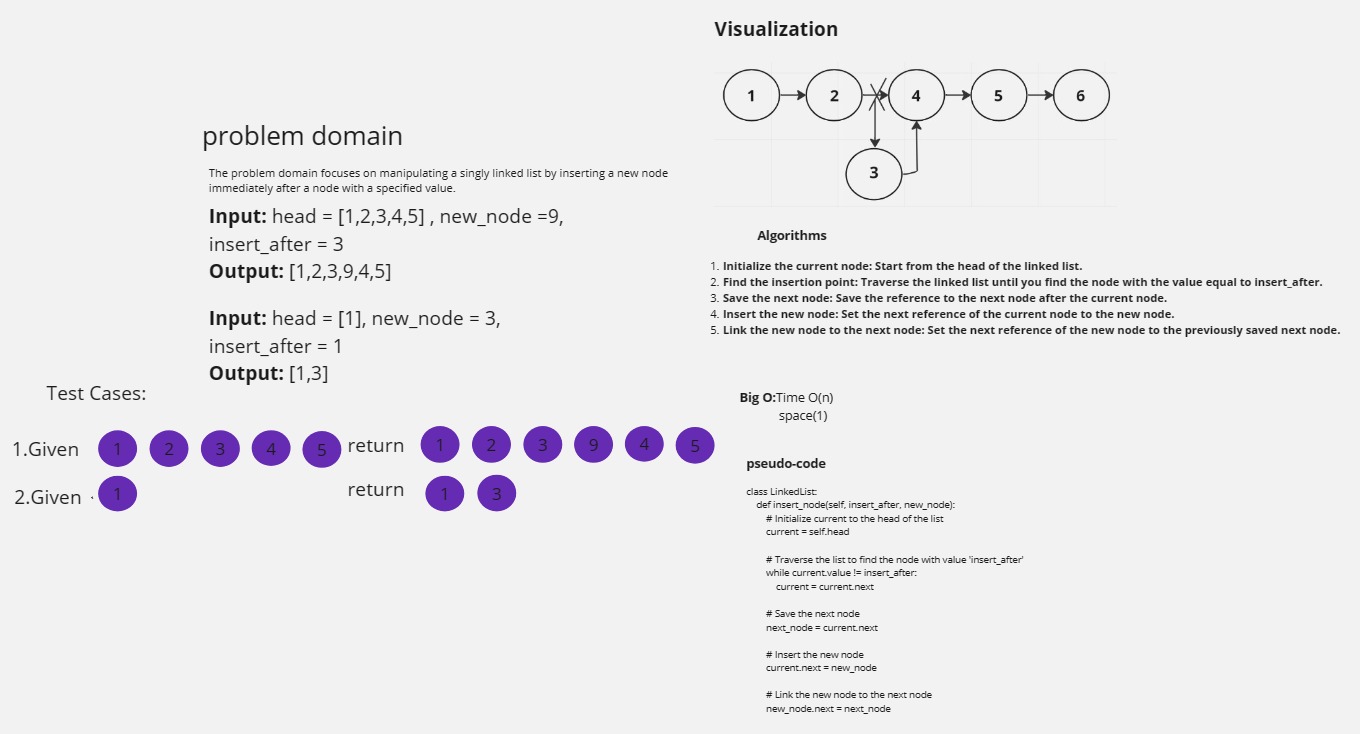 problem domain
The problem domain focuses on manipulating a singly linked list by inserting a new node
immediately after a node with a specified value.
Input: head = [1,2,3,4,5] , new_node =9,
insert_after = 3
Output: [1,2,3,9,4,5]
Input: head = [1], new_node = 3,
insert_after = 1
Output: [1,3]
Test Cases:
1.Given 1 2 3 4 5 return 1 2 3 9 4 5
2.Given 1 return 1 3
Visualization
1 2 4 5 6
3
Algorithms
1. Initialize the current node: Start from the head of the linked list.
2. Find the insertion point: Traverse the linked list until you find the node with the value equal to insert_after.
3. Save the next node: Save the reference to the next node after the current node.
4. Insert the new node: Set the next reference of the current node to the new node.
5. Link the new node to the next node: Set the next reference of the new node to the previously saved next node.
Big O:Time O(n)
space(1)
pseudo-code
class LinkedList:
def insert_node(self, insert_after, new_node):
# Initialize current to the head of the list
current = self.head
# Traverse the list to find the node with value 'insert_after'
while current.value != insert_after:
current = current.next
# Save the next node
next_node = current.next
# Insert the new node
current.next = new_node
# Link the new node to the next node
new_node.next = next_node